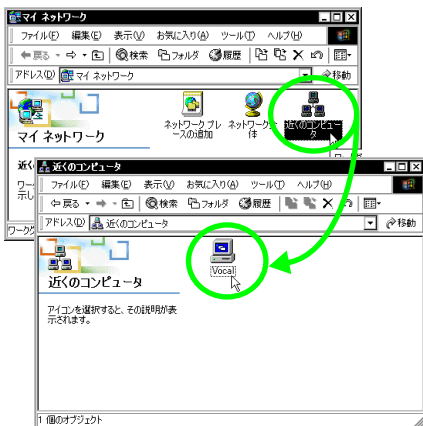 マイ ネットワーク
ファイル(F) 編集(E) 表示(V) お気に入り(A) ツール(T) ヘルプ(H)
戻る 検索 フォルダ 履歴
アドレス(D) マイ ネットワーク 移動
マイ ネットワーク
ネットワーク プレ
ースの追加
ネットワーク全
体
近くのコンピュー
タ
近くのコンピュータ
ファイル(F) 編集(E) 表示(V) お気に入り(A) ツール(T) ヘルプ(H)
戻る 検索 フォルダ 履歴
アドレス(D) 近くのコンピュータ 移動
近くのコンピュータ
Vocal
アイコンを選択すると、その説明が表
示されます。
1 個のオブジェクト